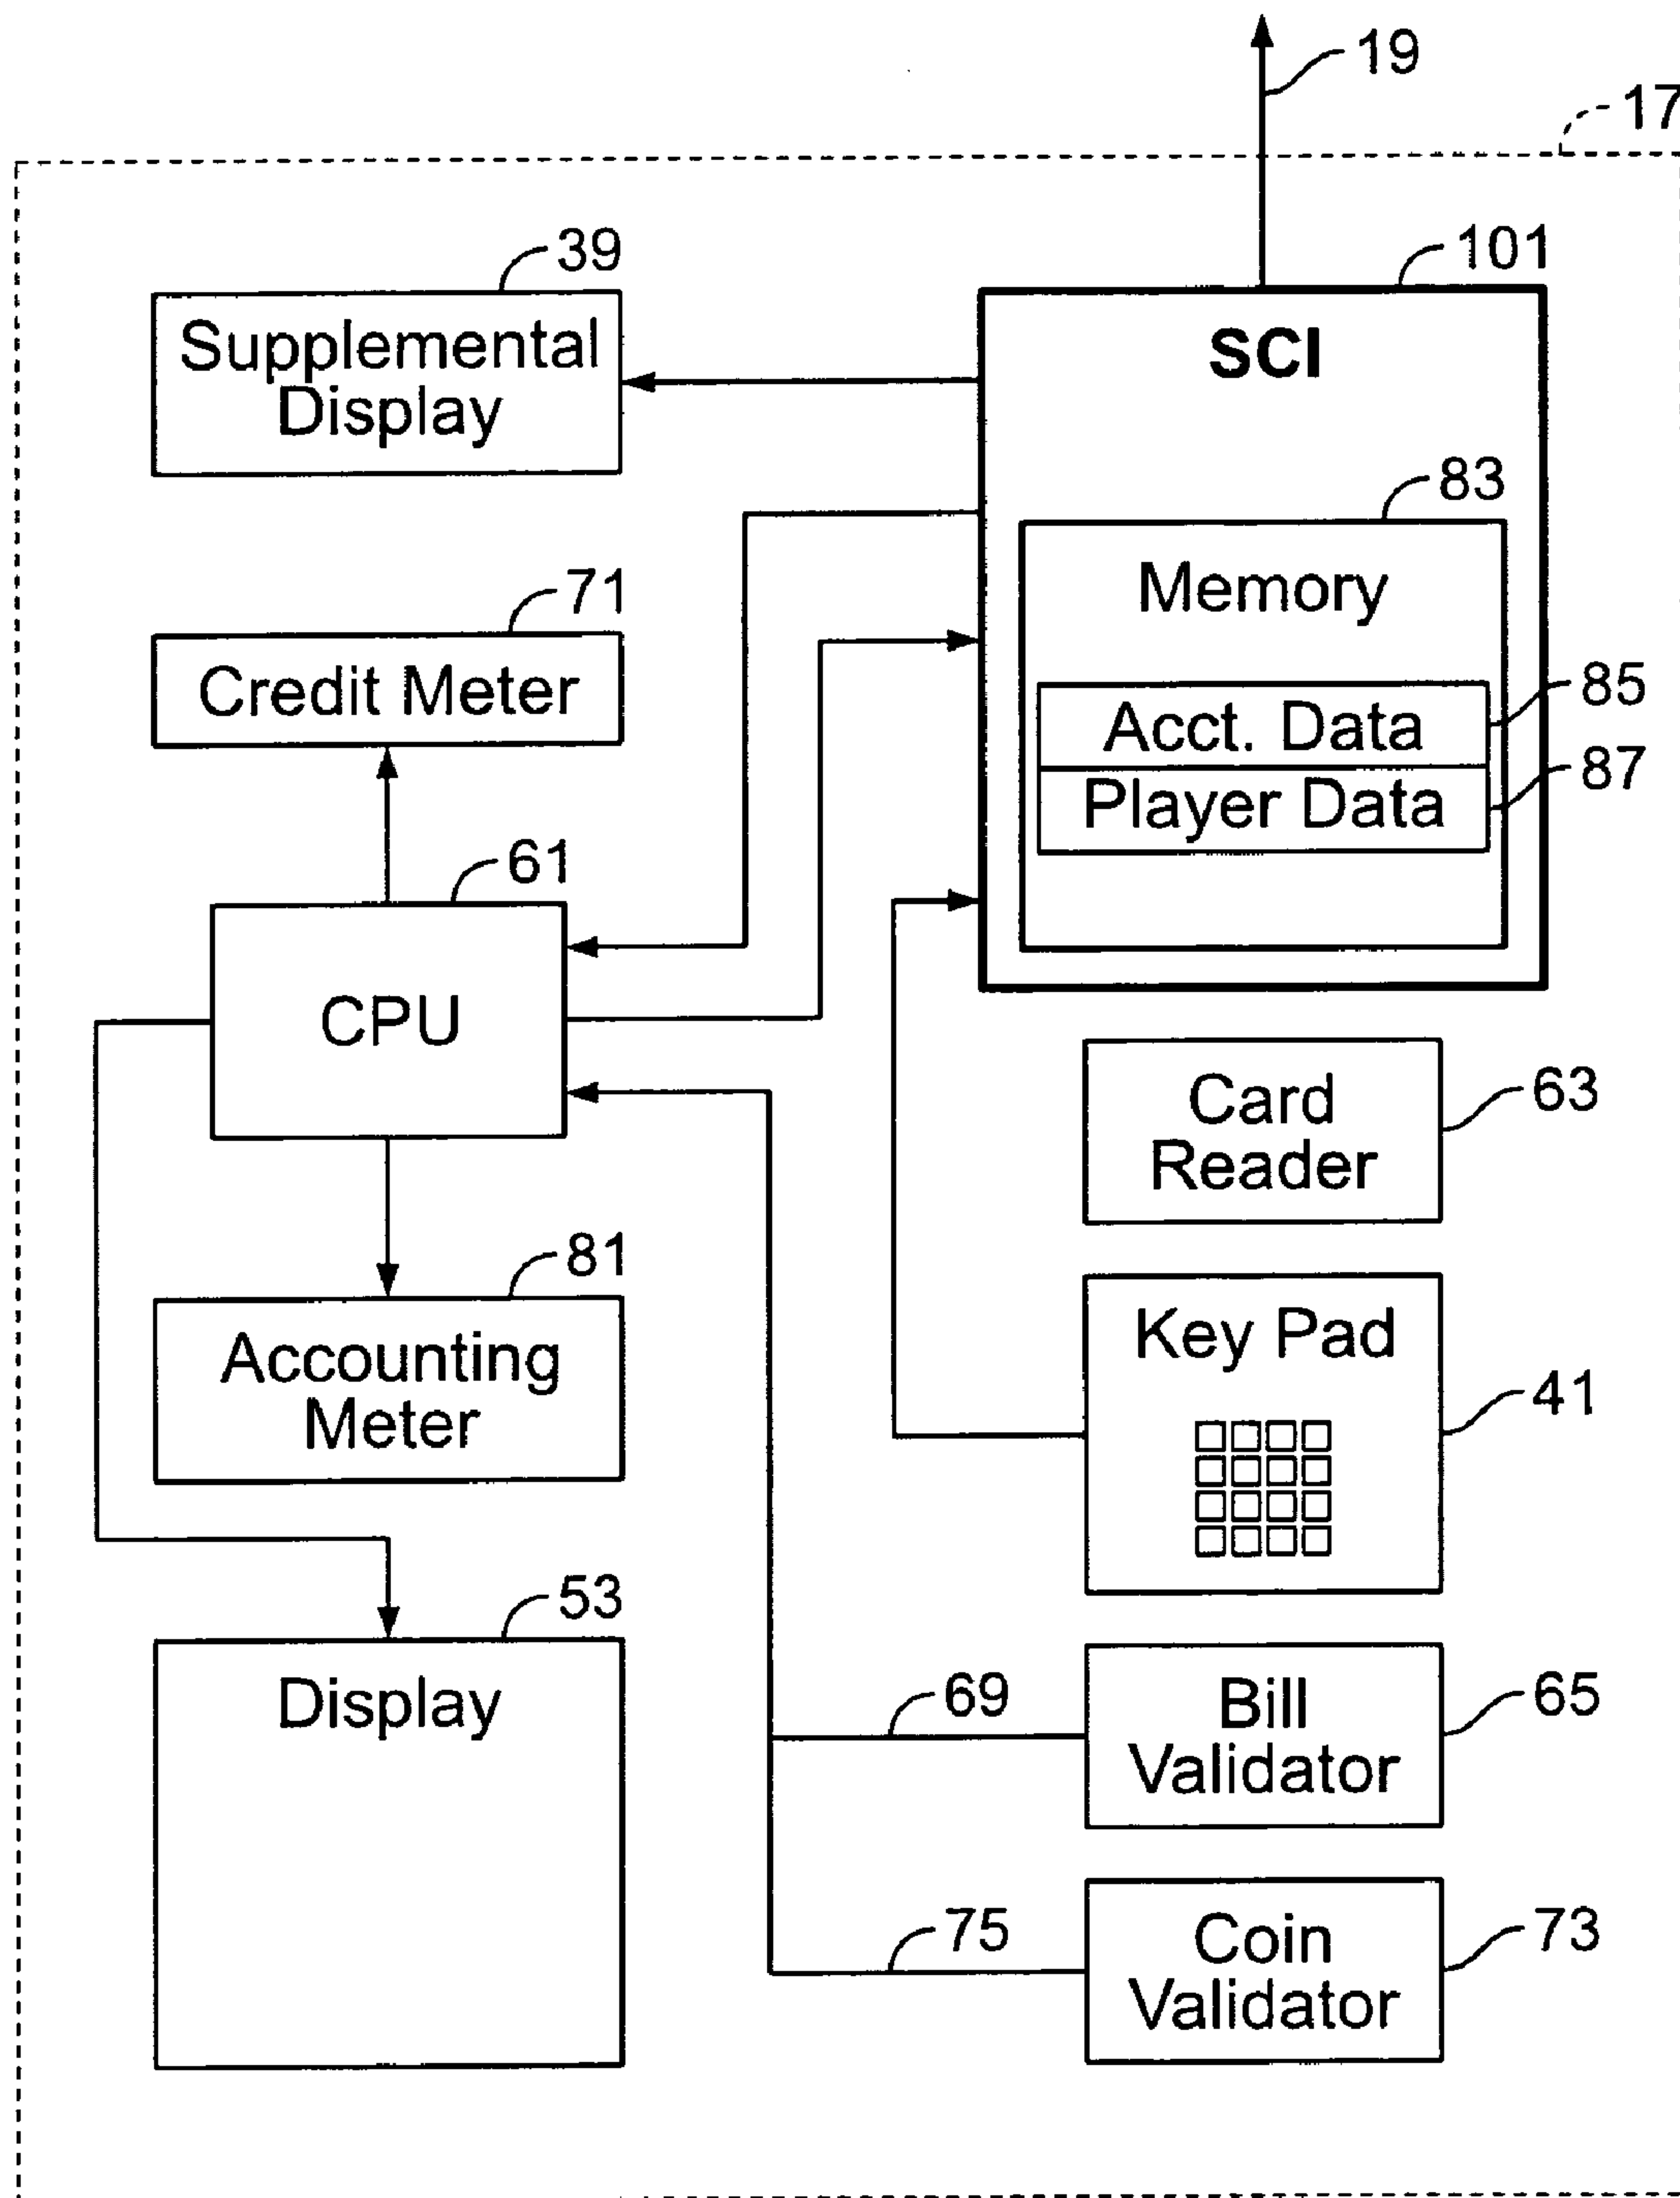 19
17
39
Supplemental
Display
101
SCI
83
Memory
85
Acct. Data
87
Player Data
71
Credit Meter
61
CPU
63
Card
Reader
81
Accounting
Meter
Key Pad
41
53
Display
69
Bill
Validator
65
75
Coin
Validator
73